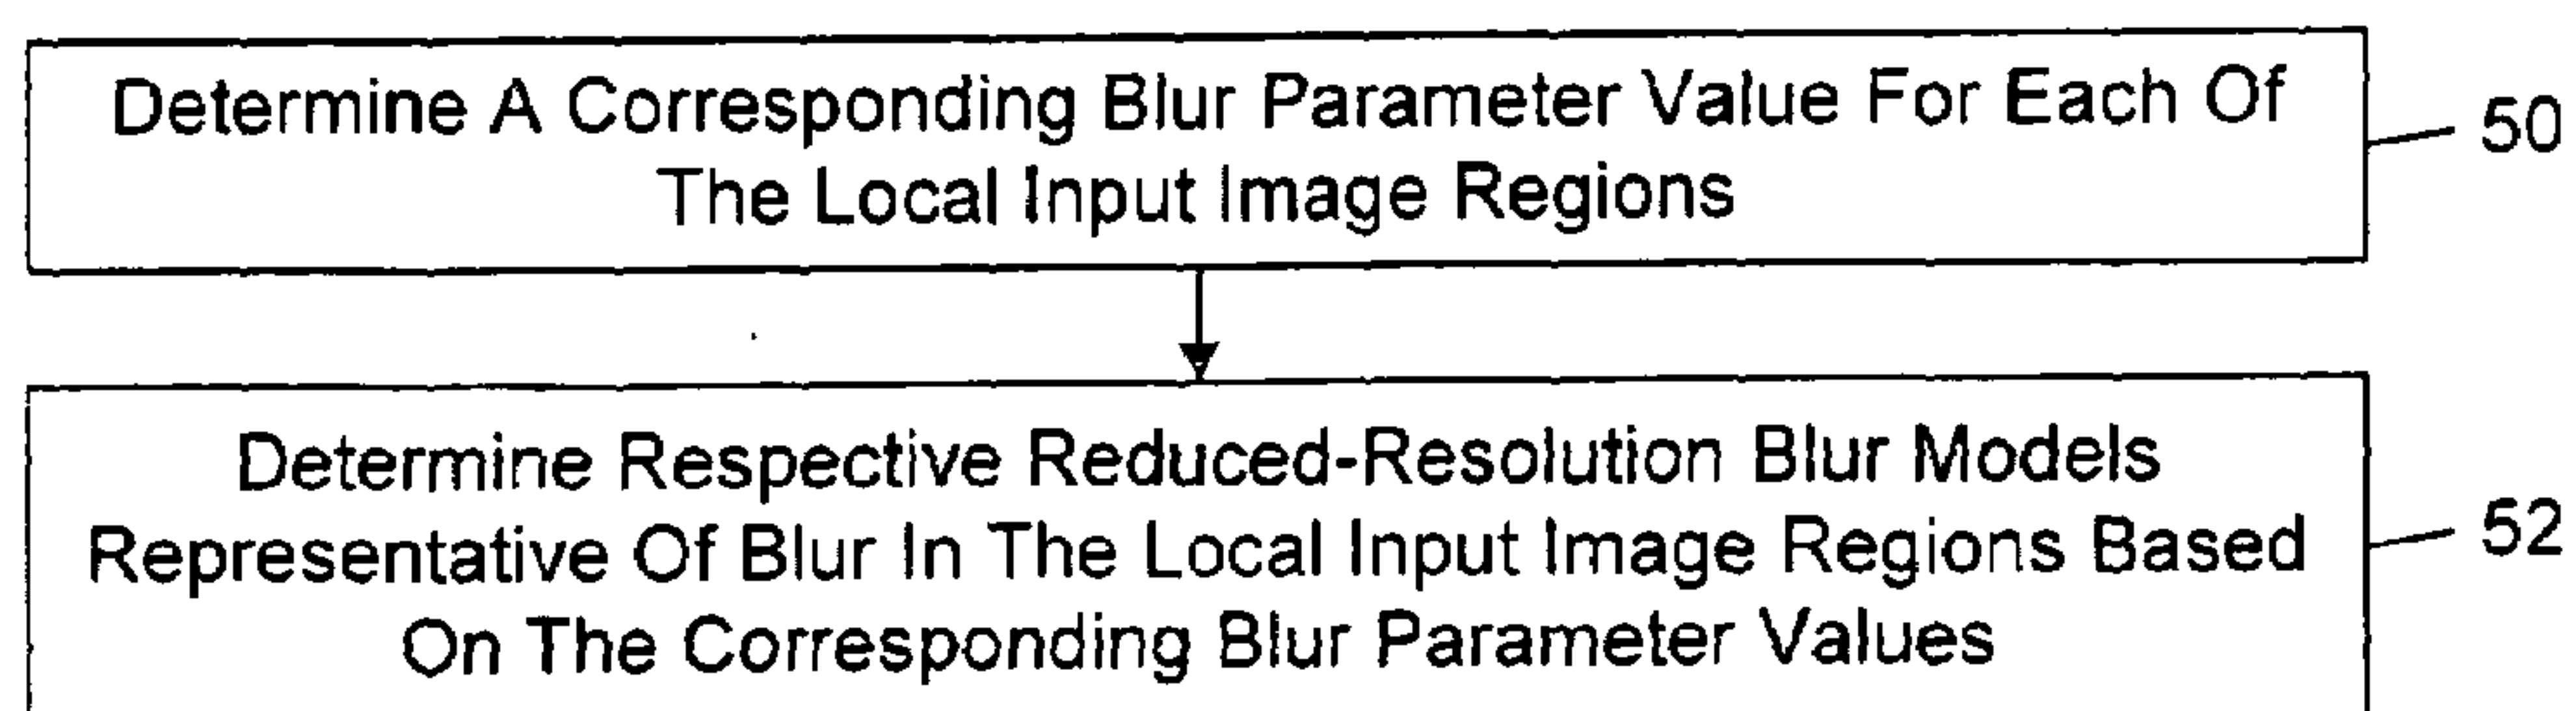 Determine A Corresponding Blur Parameter Value For Each Of
The Local Input Image Regions
50
Determine Respective Reduced-Resolution Blur Models
Representative Of Blur In The Local Input Image Regions Based
On The Corresponding Blur Parameter Values
52